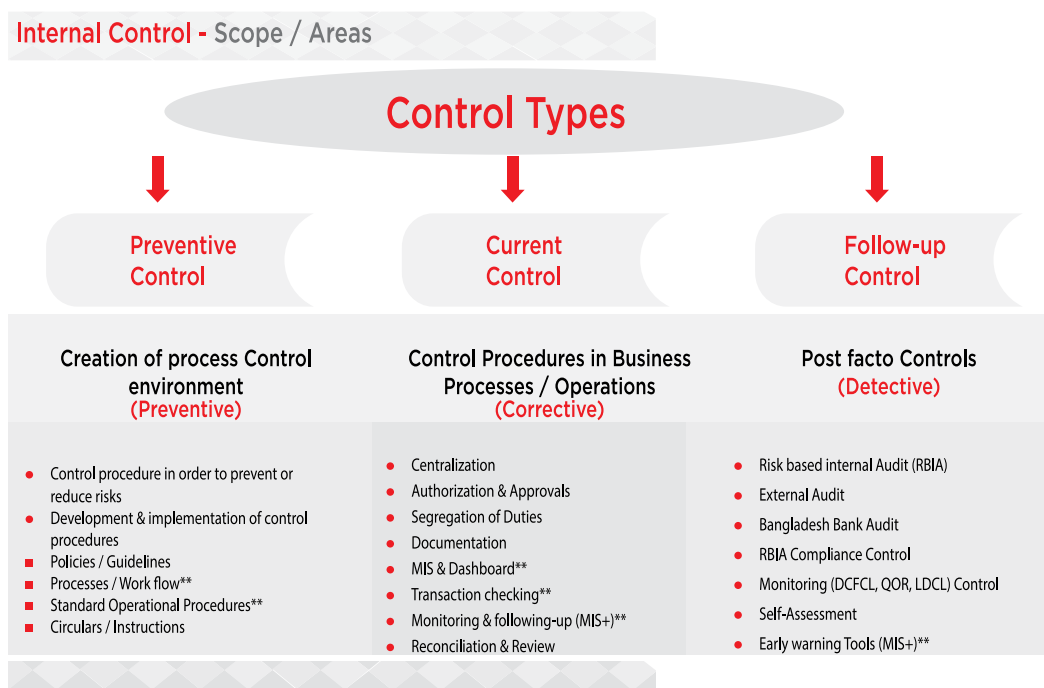 Internal Control - Scope / Areas
Control Types
Preventive
Control
Current
Control
Follow-up
Control
Creation of process Control
environment
(Preventive)
Control Procedures in Business
Processes / Operations
(Corrective)
Post facto Controls
(Detective)
Control procedure in order to prevent or
reduce risks
Development & implementation of control
procedures
Policies / Guidelines
Processes / Work flow**
Standard Operational Procedures**
Circulars / Instructions
Centralization
Authorization & Approvals
Segregation of Duties
Documentation
MIS & Dashboard**
Transaction checking**
Monitoring & following-up (MIS+)**
Reconciliation & Review
Risk based internal Audit (RBIA)
External Audit
Bangladesh Bank Audit
RBIA Compliance Control
Monitoring (DCFCL, QOR, LDCL) Control
Self-Assessment
Early warning Tools (MIS+)**